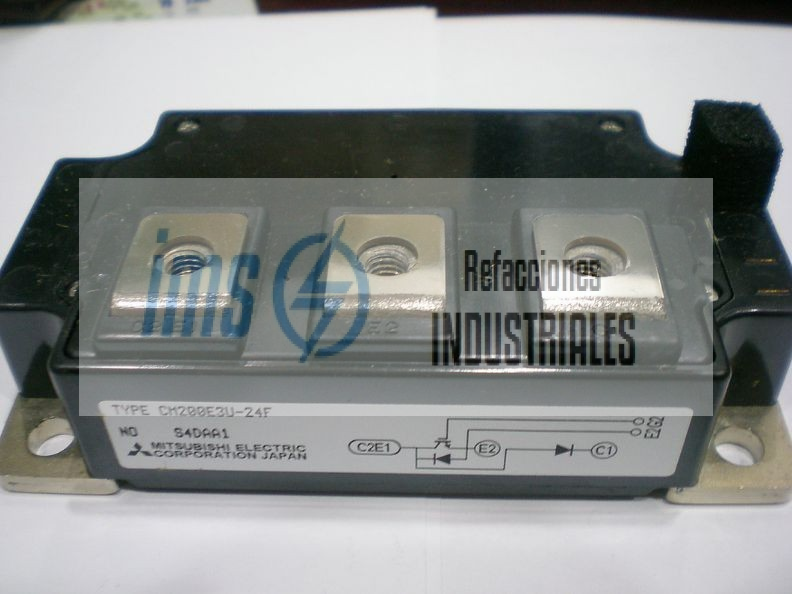 ims
Refacciones
INDUSTRIALES
TYPE CM200E3U-24F
NO S4DAA1
MITSUBISHI ELECTRIC
CORPORATION JAPAN
C2E1
E2
C1
G2
E2